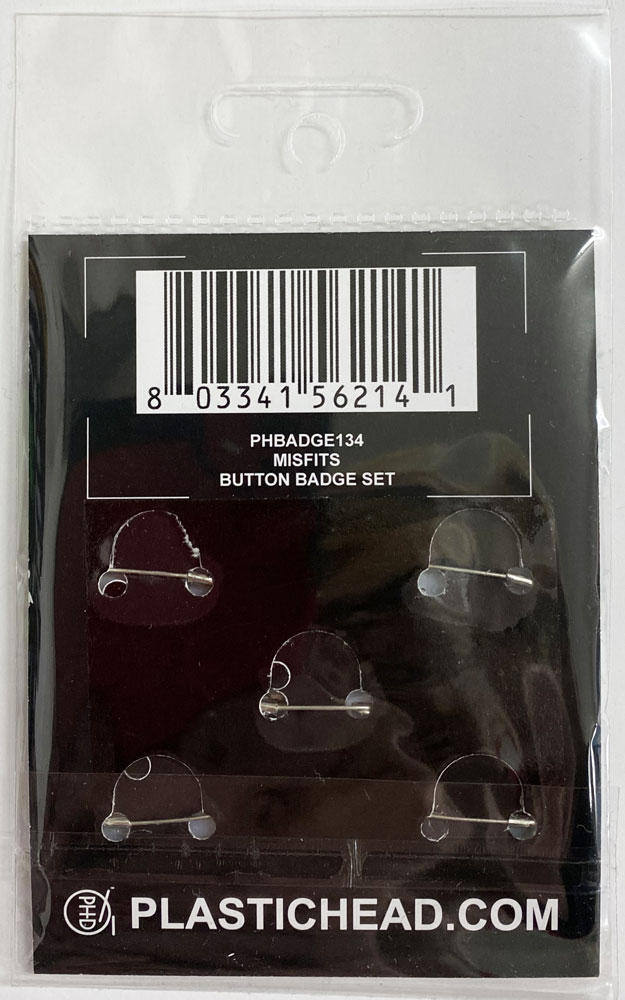 8 03341 56214 1
PHBADGE134
MISFITS
BUTTON BADGE SET
PHD PLASTICHEAD.COM